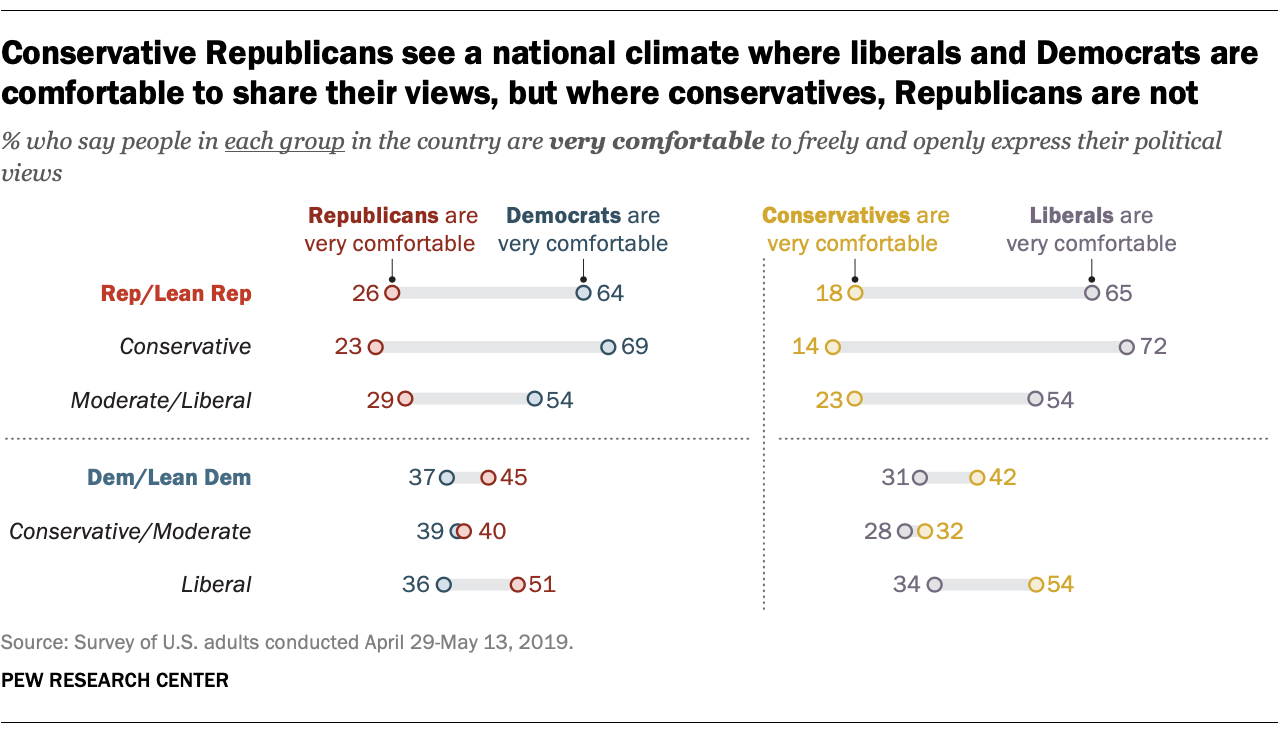 Conservative Republicans see a national climate where liberals and Democrats are
comfortable to share their views, but where conservatives, Republicans are not
% who say people in each group in the country are very comfortable to freely and openly express their political
views
Republicans are Democrats are Conservatives are Liberals are
very comfortable very comfortable very comfortable very comfortable
Rep/Lean Rep 26 64 18 65
Conservative 23 69 14 72
Moderate/Liberal 29 54 23 54
Dem/Lean Dem 37 45 31 42
Conservative/Moderate 39 40 28 32
Liberal 36 51 34 54
Source: Survey of U.S. adults conducted April 29-May 13, 2019.
PEW RESEARCH CENTER